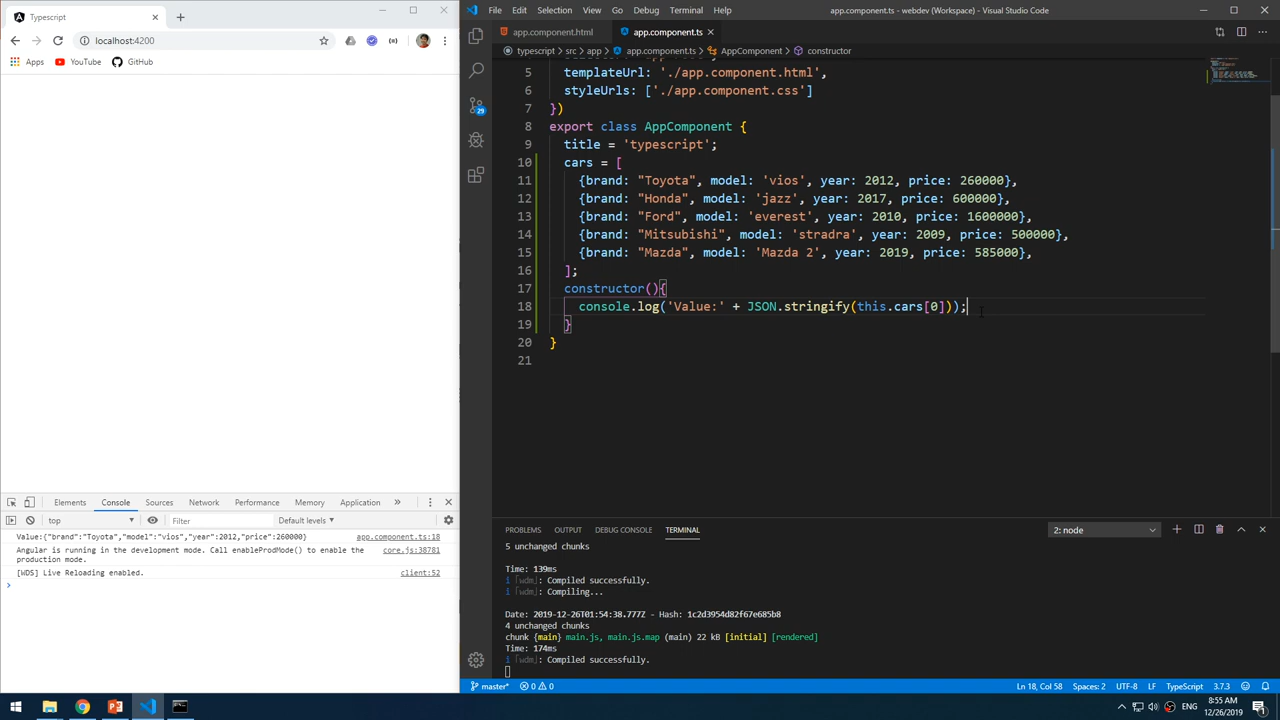 Typescript
localhost:4200
Apps YouTube GitHub
Elements Console Sources Network Performance Memory Application »
top Filter Default levels
Value:{"brand":"Toyota","model":"vios","year":2012,"price":260000} app.component.ts:18
Angular is running in the development mode. Call enableProdMode() to enable the core.js:38781
production mode.
[WDS] Live Reloading enabled. client:52
File Edit Selection View Go Debug Terminal Help app.component.ts - webdev (Workspace) - Visual Studio Code
app.component.html app.component.ts
typescript > src > app > app.component.ts > AppComponent > constructor
5 templateUrl: './app.component.html',
6 styleUrls: ['./app.component.css']
7 })
8 export class AppComponent {
9 title = 'typescript';
10 cars = [
11 {brand: "Toyota", model: 'vios', year: 2012, price: 260000},
12 {brand: "Honda", model: 'jazz', year: 2017, price: 600000},
13 {brand: "Ford", model: 'everest', year: 2010, price: 1600000},
14 {brand: "Mitsubishi", model: 'stradra', year: 2009, price: 500000},
15 {brand: "Mazda", model: 'Mazda 2', year: 2019, price: 585000},
16 ];
17 constructor(){
18 console.log('Value:' + JSON.stringify(this.cars[0]));
19 }
20 }
21
29
PROBLEMS OUTPUT DEBUG CONSOLE TERMINAL 2: node
5 unchanged chunks
Time: 139ms
i ｢wdm｣: Compiled successfully.
i ｢wdm｣: Compiling...
Date: 2019-12-26T01:54:38.777Z - Hash: 1c2d3954d82f67e685b8
4 unchanged chunks
chunk {main} main.js, main.js.map (main) 22 kB [initial] [rendered]
Time: 174ms
i ｢wdm｣: Compiled successfully.
master* 0 0 Ln 18, Col 58 Spaces: 2 UTF-8 LF TypeScript 3.7.3
ENG 8:55 AM
12/26/2019